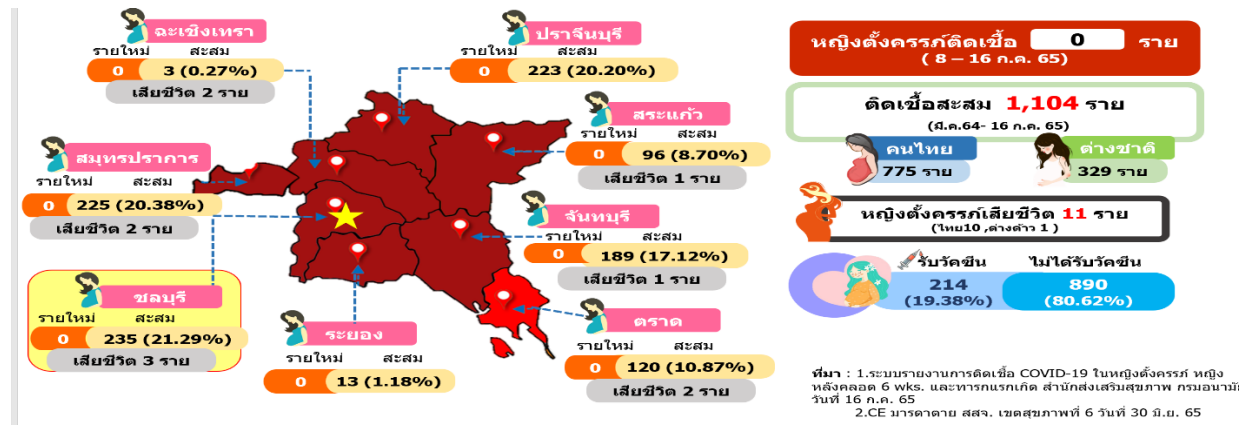 ฉะเชิงเทรา
รายใหม่ สะสม
0 3 (0.27%)
เสียชีวิต 2 ราย
ปราจีนบุรี
รายใหม่ สะสม
0 223 (20.20%)
สระแก้ว
รายใหม่ สะสม
0 96 (8.70%)
เสียชีวิต 1 ราย
สมุทรปราการ
รายใหม่ สะสม
0 225 (20.38%)
เสียชีวิต 2 ราย
จันทบุรี
รายใหม่ สะสม
0 189 (17.12%)
เสียชีวิต 1 ราย
ชลบุรี
รายใหม่ สะสม
0 235 (21.29%)
เสียชีวิต 3 ราย
ระยอง
รายใหม่ สะสม
0 13 (1.18%)
ตราด
รายใหม่ สะสม
0 120 (10.87%)
เสียชีวิต 2 ราย
หญิงตั้งครรภ์ติดเชื้อ 0 ราย
( 8 – 16 ก.ค. 65)
ติดเชื้อสะสม 1,104 ราย
(มี.ค.64- 16 ก.ค. 65)
คนไทย ต่างชาติ
775 ราย 329 ราย
หญิงตั้งครรภ์เสียชีวิต 11 ราย
(ไทย10 ,ต่างด้าว 1 )
รับวัคซีน ไม่ได้รับวัคซีน
214 890
(19.38%) (80.62%)
ที่มา : 1.ระบบรายงานการติดเชื้อ COVID-19 ในหญิงตั้งครรภ์ หญิง
หลังคลอด 6 wks. และทารกแรกเกิด สำนักส่งเสริมสุขภาพ กรมอนามัย
วันที่ 16 ก.ค. 65
2.CE มารดาตาย สสจ. เขตสุขภาพที่ 6 วันที่ 30 มิ.ย. 65